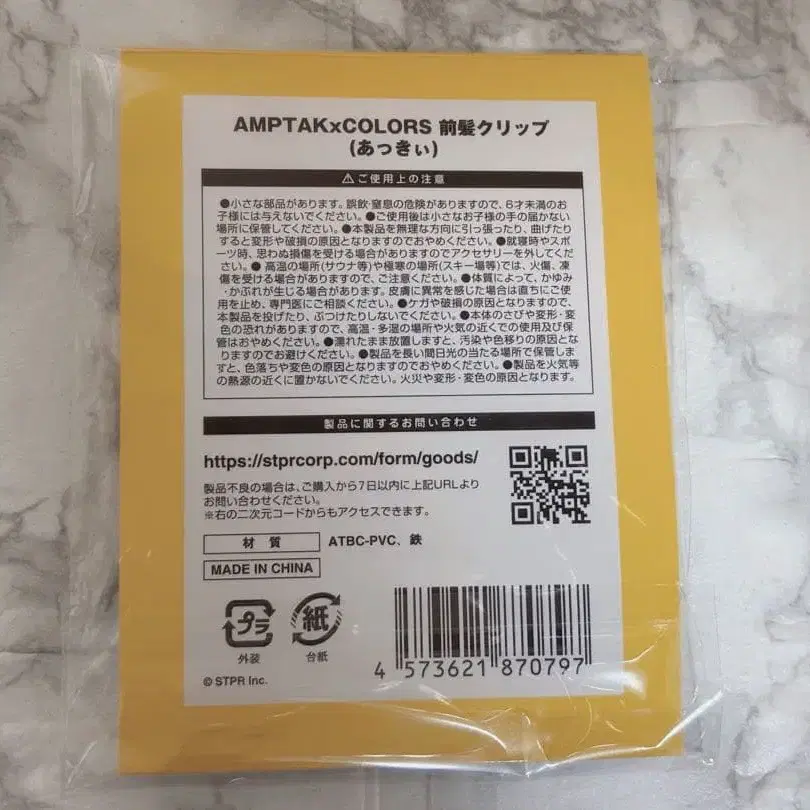 AMPTAKxCOLORS 前髪クリップ
(あっきぃ)
⚠ご使用上の注意
●小さな部品があります。誤飲・窒息の危険がありますので、6才未満のお
子様には与えないでください。●ご使用後は小さなお子様の手の届かない
場所に保管してください。●本製品を無理な方向に引っ張ったり、曲げたり
すると変形や破損の原因となりますのでおやめください。●就寝時やスポ
ーツ時、思わぬ損傷を受ける場合がありますのでアクセサリーを外してくだ
さい。● 高温の場所(サウナ等)や極寒の場所(スキー場等)では、火傷、凍
傷を受ける場合がありますので、ご注意ください。●体質によって、かゆみ
・かぶれが生じる場合があります。皮膚に異常を感じた場合は直ちにご使
用を止め、専門医にご相談ください。●ケガや破損の原因となりますので、
本製品を投げたり、ぶつけたりしないでください。●本体のさびや変形・変
色の恐れがありますので、高温・多湿の場所や火気の近くでの使用及び保
管はおやめください。●濡れたまま放置しますと、汚染や色移りの原因とな
りますのでお避けください。●製品を長い間日光の当たる場所で保管しま
すと、色落ちや変色の原因となりますのでおやめください。●製品を火気等
の熱源の近くに置かないでください。火災や変形・変色の原因となります。
製品に関するお問い合わせ
https://stprcorp.com/form/goods/
製品不良の場合は、ご購入から7日以内に上記URLより
お問い合わせください。
※右の二次元コードからもアクセスできます。
材質 ATBC-PVC、鉄
MADE IN CHINA
プラ
外装
紙
台紙
4 573621 870797
© STPR Inc.